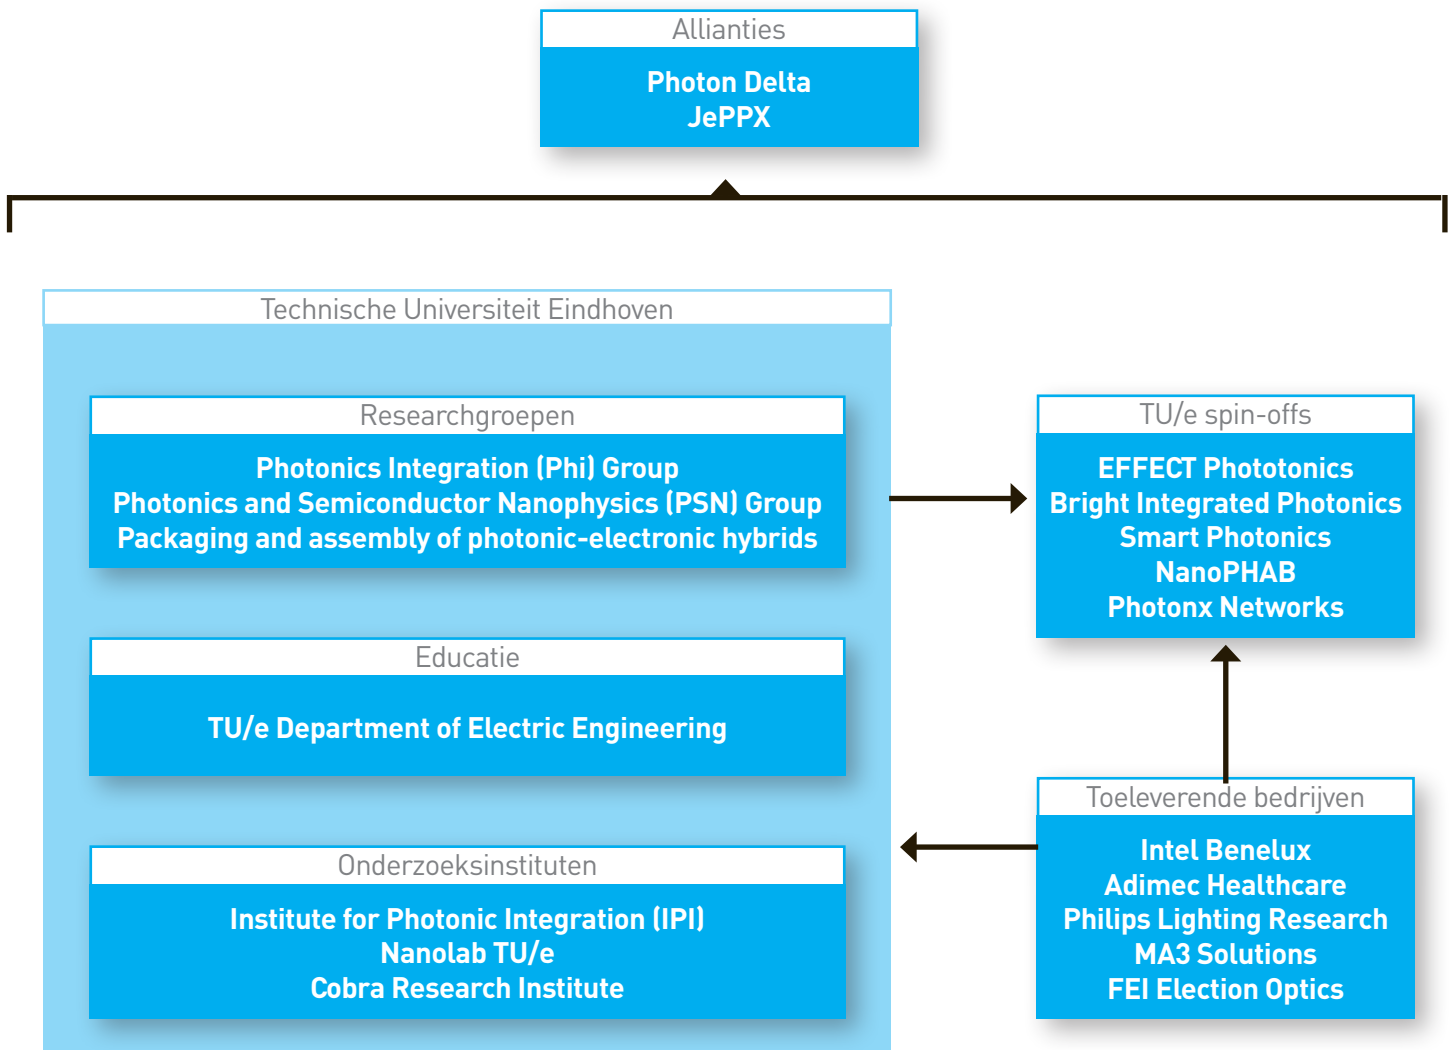 Allianties
Photon Delta
JePPX
Technische Universiteit Eindhoven
Researchgroepen
Photonics Integration (Phi) Group
Photonics and Semiconductor Nanophysics (PSN) Group
Packaging and assembly of photonic-electronic hybrids
Educatie
TU/e Department of Electric Engineering
Onderzoeksinstituten
Institute for Photonic Integration (IPI)
Nanolab TU/e
Cobra Research Institute
TU/e spin-offs
EFFECT Phototonics
Bright Integrated Photonics
Smart Photonics
NanoPHAB
Photonx Networks
Toeleverende bedrijven
Intel Benelux
Adimec Healthcare
Philips Lighting Research
MA3 Solutions
FEI Election Optics